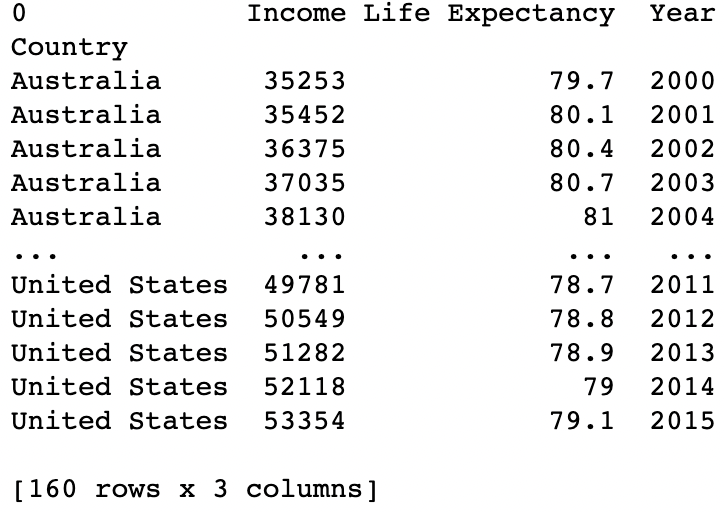 0 Income Life Expectancy Year
Country
Australia 35253 79.7 2000
Australia 35452 80.1 2001
Australia 36375 80.4 2002
Australia 37035 80.7 2003
Australia 38130 81 2004
... ... ... ...
United States 49781 78.7 2011
United States 50549 78.8 2012
United States 51282 78.9 2013
United States 52118 79 2014
United States 53354 79.1 2015
[160 rows x 3 columns]